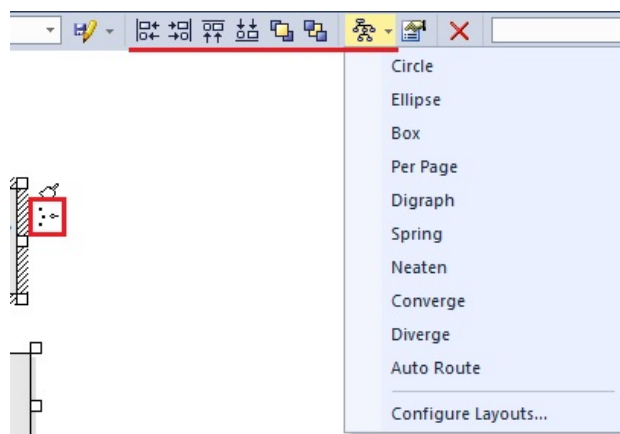 Circle
Ellipse
Box
Per Page
Digraph
Spring
Neaten
Converge
Diverge
Auto Route
Configure Layouts...